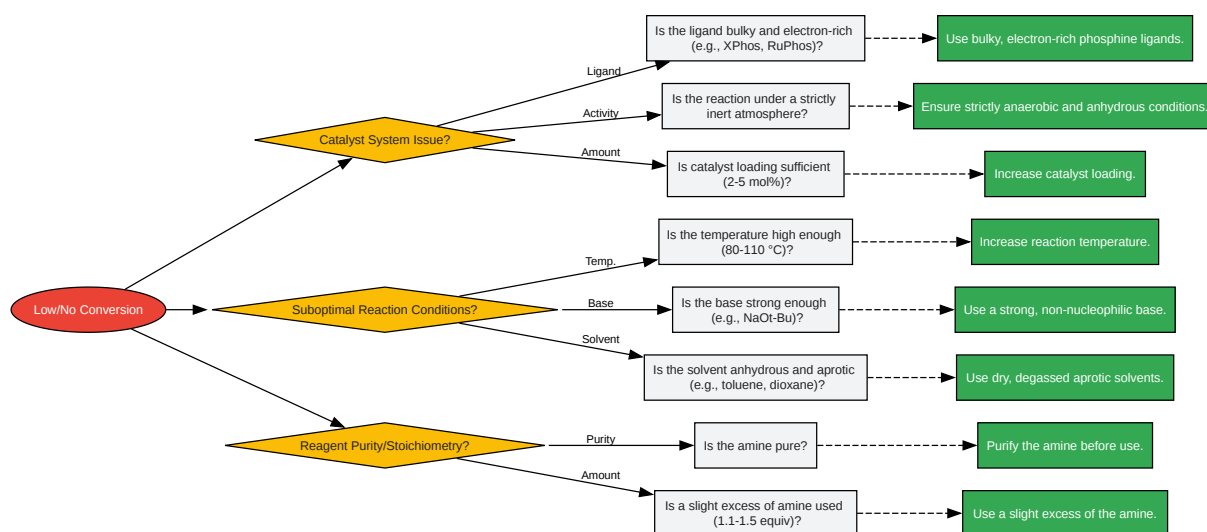 Is the ligand bulky and electron-rich
(e.g., XPhos, RuPhos)?
Use bulky, electron-rich phosphine ligands.
Ligand
Is the reaction under a strictly
inert atmosphere?
Ensure strictly anaerobic and anhydrous conditions.
Activity
Catalyst System Issue?
Amount
Is catalyst loading sufficient
(2-5 mol%)?
Increase catalyst loading.
Is the temperature high enough
(80-110 °C)?
Increase reaction temperature.
Temp.
Low/No Conversion
Suboptimal Reaction Conditions?
Base
Is the base strong enough
(e.g., NaOt-Bu)?
Use a strong, non-nucleophilic base.
Solvent
Is the solvent anhydrous and aprotic
(e.g., toluene, dioxane)?
Use dry, degassed aprotic solvents.
Reagent Purity/Stoichiometry?
Purity
Is the amine pure?
Purify the amine before use.
Amount
Is a slight excess of amine used
(1.1-1.5 equiv)?
Use a slight excess of the amine.